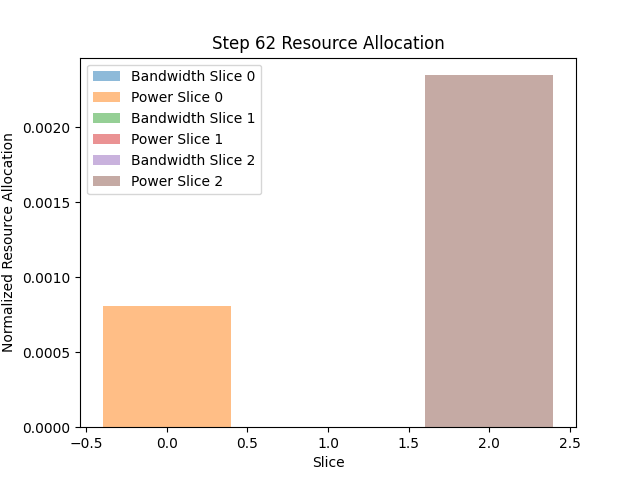 Step 62 Resource Allocation
Bandwidth Slice 0
Power Slice 0
Bandwidth Slice 1
Power Slice 1
Bandwidth Slice 2
Power Slice 2
Normalized Resource Allocation
0.0020
0.0015
0.0010
0.0005
0.0000
−0.5 0.0 0.5 1.0 1.5 2.0 2.5
Slice